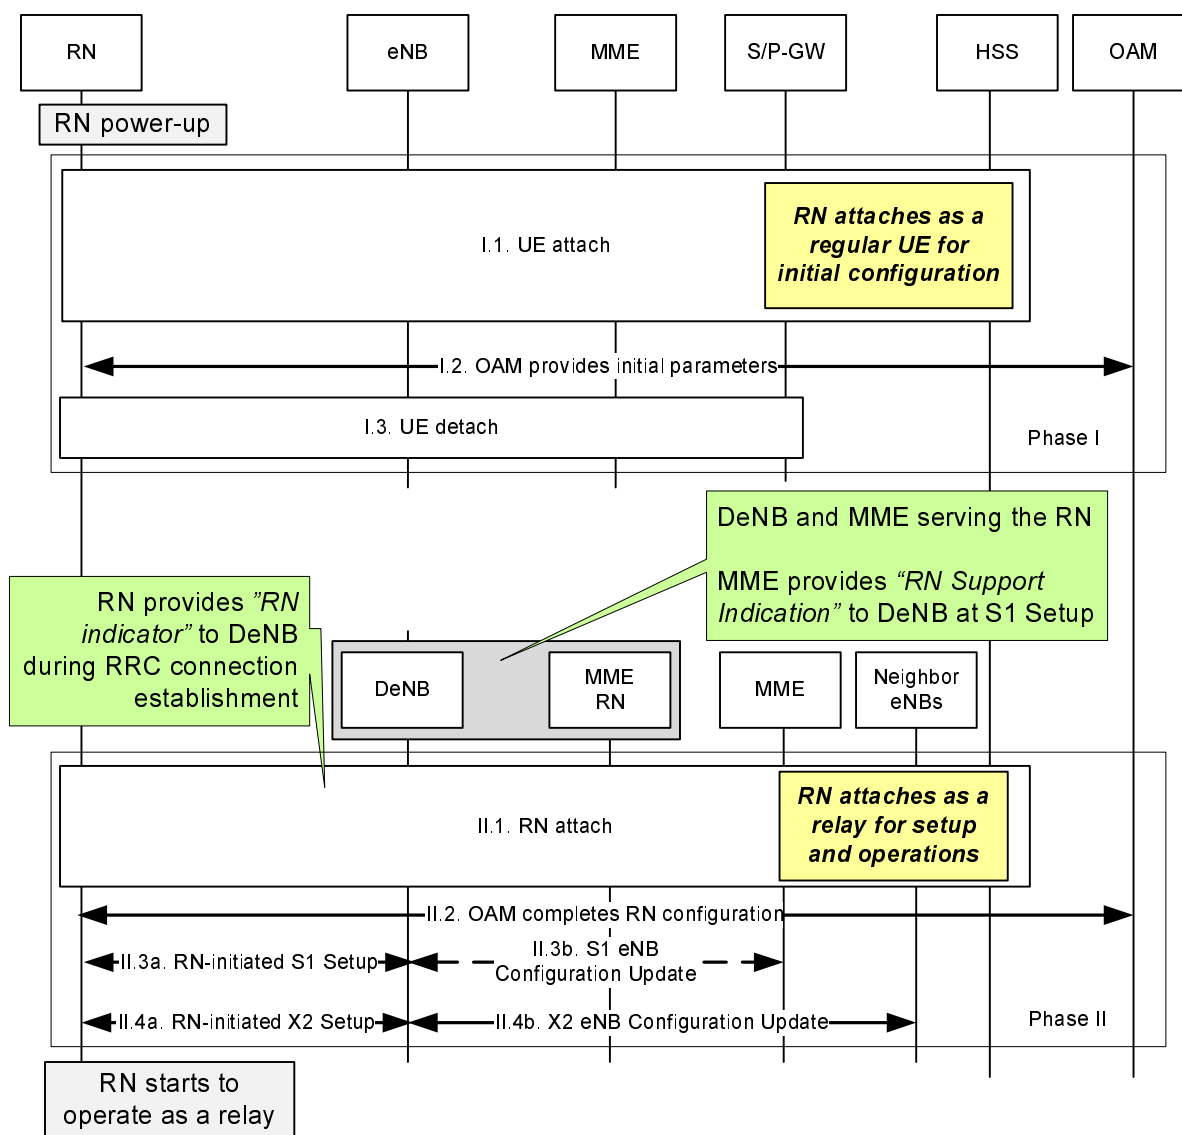 RN
eNB
MME
S/P-GW
HSS
OAM
RN power-up
I.1. UE attach
RN attaches as a
regular UE for
initial configuration
I.2. OAM provides initial parameters
I.3. UE detach
Phase I
DeNB and MME serving the RN
MME provides “RN Support
Indication” to DeNB at S1 Setup
RN provides ”RN
indicator” to DeNB
during RRC connection
establishment
DeNB
MME
RN
MME
Neighbor
eNBs
II.1. RN attach
RN attaches as a
relay for setup
and operations
II.2. OAM completes RN configuration
II.3a. RN-initiated S1 Setup
II.3b. S1 eNB
Configuration Update
II.4a. RN-initiated X2 Setup
II.4b. X2 eNB Configuration Update
Phase II
RN starts to
operate as a relay